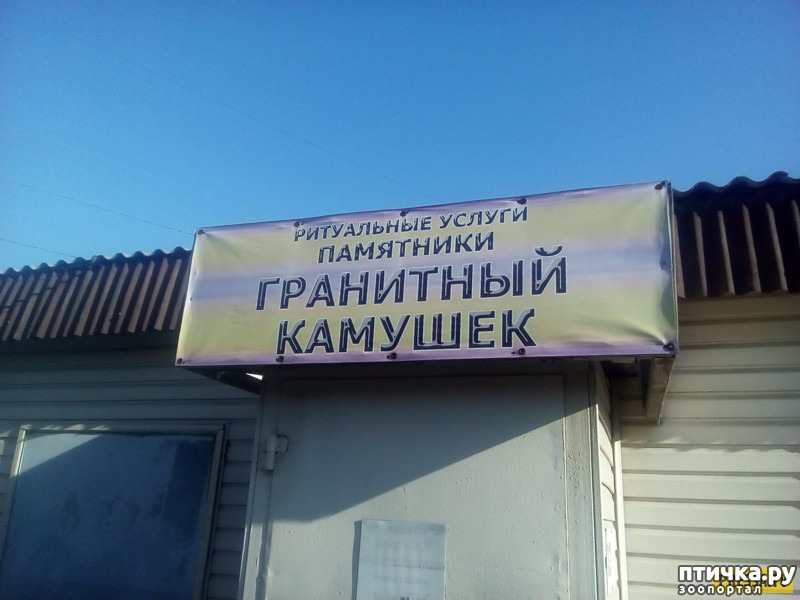 РИТУАЛЬНЫЕ УСЛУГИ
ПАМЯТНИКИ
ГРАНИТНЫЙ
КАМУШЕК
птичка.ру
зоопортал